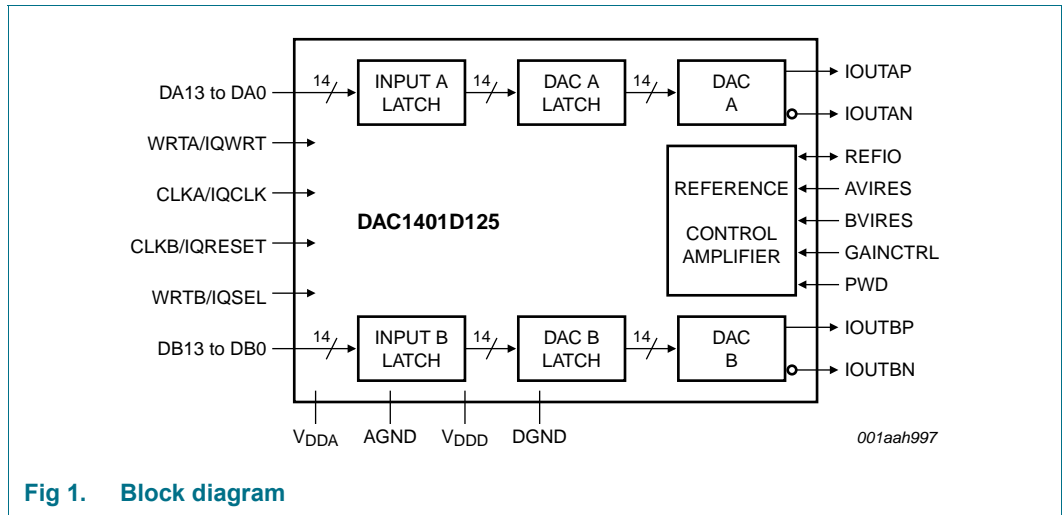 DA13 to DA0
WRTA/IQWRT
CLKA/IQCLK
CLKB/IQRESET
WRTB/IQSEL
DB13 to DB0
14
INPUT A
LATCH
14
DAC A
LATCH
14
DAC
A
IOUTAP
IOUTAN
DAC1401D125
REFERENCE
CONTROL
AMPLIFIER
REFIO
AVIRES
BVIRES
GAINCTRL
PWD
14
INPUT B
LATCH
14
DAC B
LATCH
14
DAC
B
IOUTBP
IOUTBN
VDDA
AGND
VDDD
DGND
001aah997
Fig 1. Block diagram